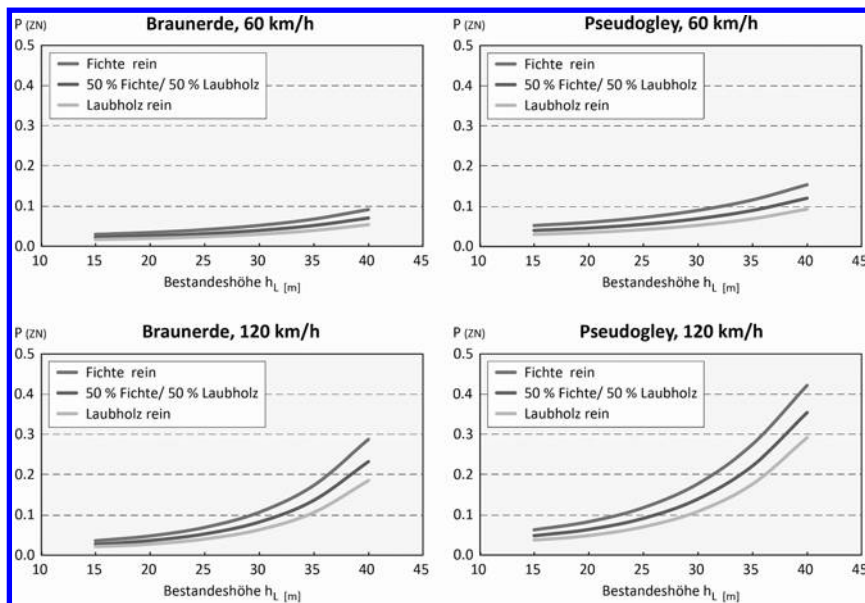 Braunerde, 60 km/h
P (ZN)
0.5
0.4
0.3
0.2
0.1
0.0
Fichte rein
50 % Fichte/ 50 % Laubholz
Laubholz rein
10 15 20 25 30 35 40 45
Bestandeshöhe hL [m]
Pseudogley, 60 km/h
P (ZN)
0.5
0.4
0.3
0.2
0.1
0.0
Fichte rein
50 % Fichte/ 50 % Laubholz
Laubholz rein
10 15 20 25 30 35 40 45
Bestandeshöhe hL [m]
Braunerde, 120 km/h
P (ZN)
0.5
0.4
0.3
0.2
0.1
0.0
Fichte rein
50 % Fichte/ 50 % Laubholz
Laubholz rein
10 15 20 25 30 35 40 45
Bestandeshöhe hL [m]
Pseudogley, 120 km/h
P (ZN)
0.5
0.4
0.3
0.2
0.1
0.0
Fichte rein
50 % Fichte/ 50 % Laubholz
Laubholz rein
10 15 20 25 30 35 40 45
Bestandeshöhe hL [m]